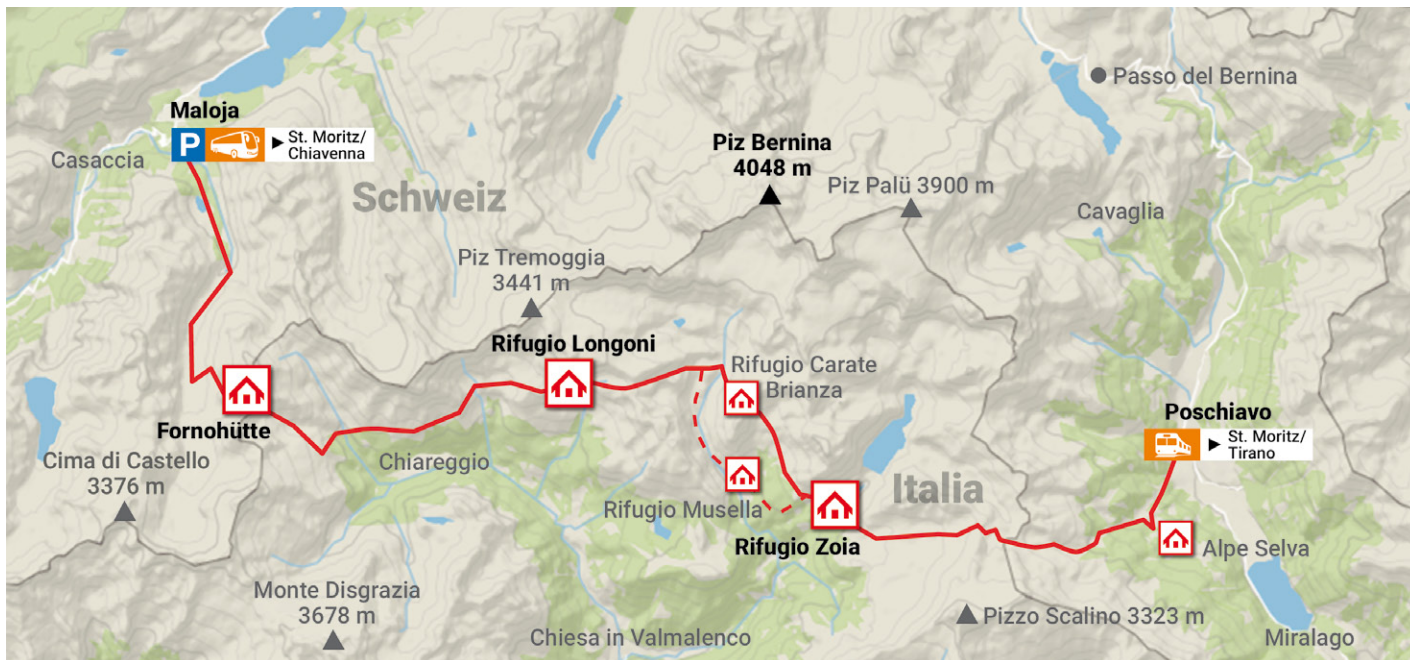 Passo del Bernina
Maloja
P
St. Moritz/
Chiavenna
Casaccia
Piz Bernina
4048 m
Piz Palü 3900 m
Schweiz
Cavaglia
Piz Tremoggia
3441 m
Rifugio Longoni
Rifugio Carate
Brianza
Fornohütte
Poschiavo
St. Moritz/
Tirano
Cima di Castello
3376 m
Chiareggio
Italia
Rifugio Musella
Rifugio Zoia
Alpe Selva
Monte Disgrazia
3678 m
Pizzo Scalino 3323 m
Chiesa in Valmalenco
Miralago